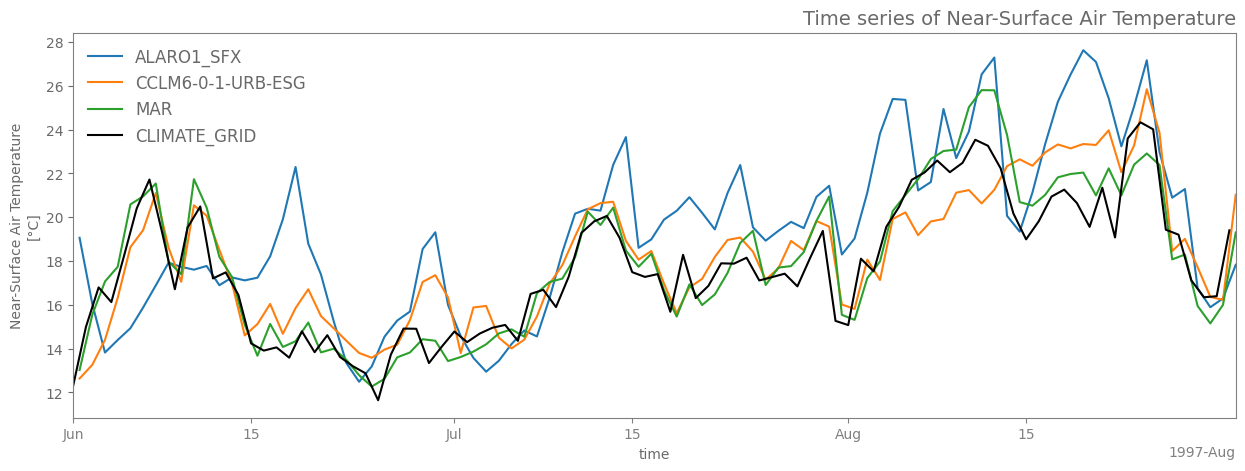 Time series of Near-Surface Air Temperature
28
26
24
22
20
18
16
14
12
Near-Surface Air Temperature
[°C]
ALARO1_SFX
CCLM6-0-1-URB-ESG
MAR
CLIMATE_GRID
Jun
15
Jul
15
Aug
15
time
1997-Aug